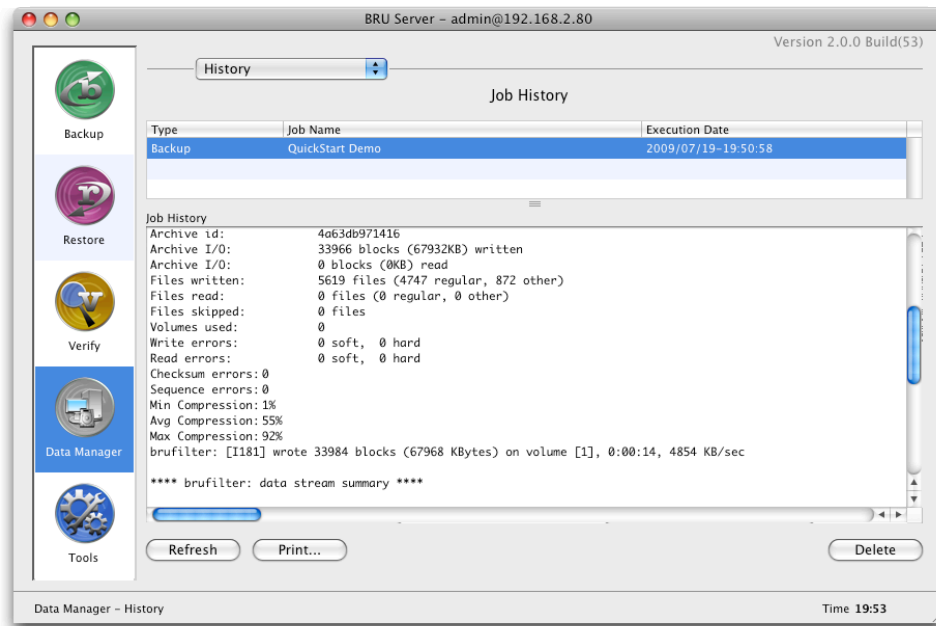 BRU Server – admin@192.168.2.80
Version 2.0.0 Build(53)
History
Job History
Backup
Restore
Verify
Data Manager
Tools
Type Job Name Execution Date
Backup QuickStart Demo 2009/07/19-19:50:58
Job History
Archive id: 4a63db971416
Archive I/O: 33966 blocks (67932KB) written
Archive I/O: 0 blocks (0KB) read
Files written: 5619 files (4747 regular, 872 other)
Files read: 0 files (0 regular, 0 other)
Files skipped: 0 files
Volumes used: 0
Write errors: 0 soft, 0 hard
Read errors: 0 soft, 0 hard
Checksum errors: 0
Sequence errors: 0
Min Compression: 1%
Avg Compression: 55%
Max Compression: 92%
brufilter: [I181] wrote 33984 blocks (67968 KBytes) on volume [1], 0:00:14, 4854 KB/sec
**** brufilter: data stream summary ****
Refresh Print... Delete
Data Manager – History Time 19:53